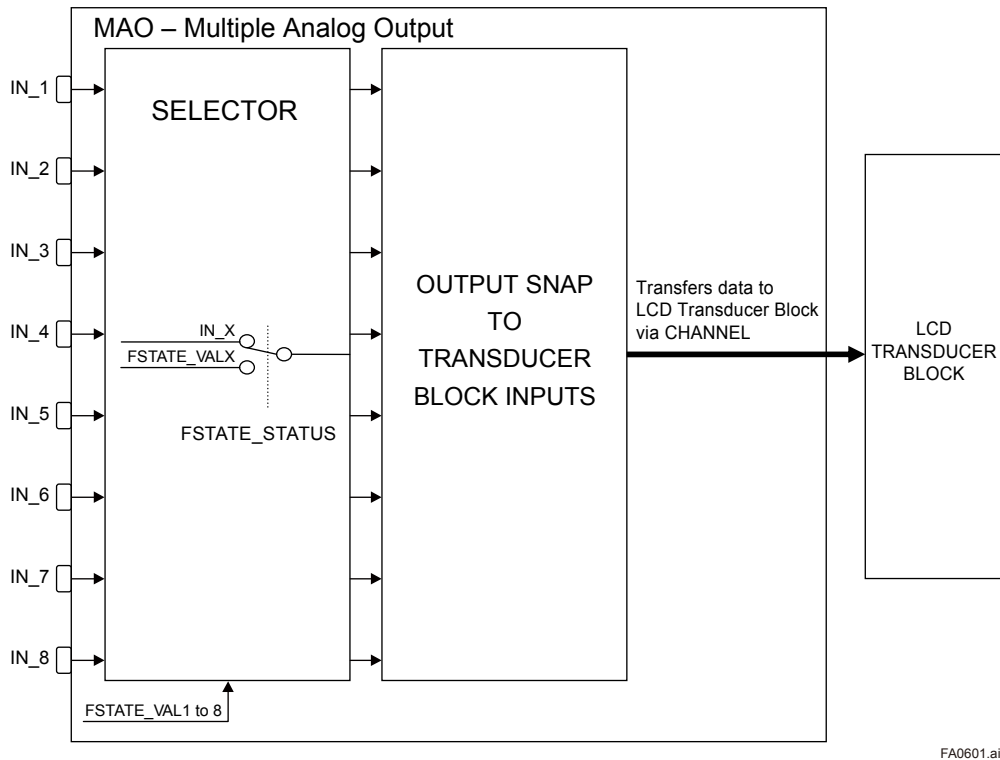 MAO – Multiple Analog Output
IN_1
IN_2
IN_3
IN_4
IN_5
IN_6
IN_7
IN_8
SELECTOR
IN_X
FSTATE_VALX
FSTATE_STATUS
FSTATE_VAL1 to 8
OUTPUT SNAP
TO
TRANSDUCER
BLOCK INPUTS
Transfers data to
LCD Transducer Block
via CHANNEL
LCD
TRANSDUCER
BLOCK
FA0601.ai